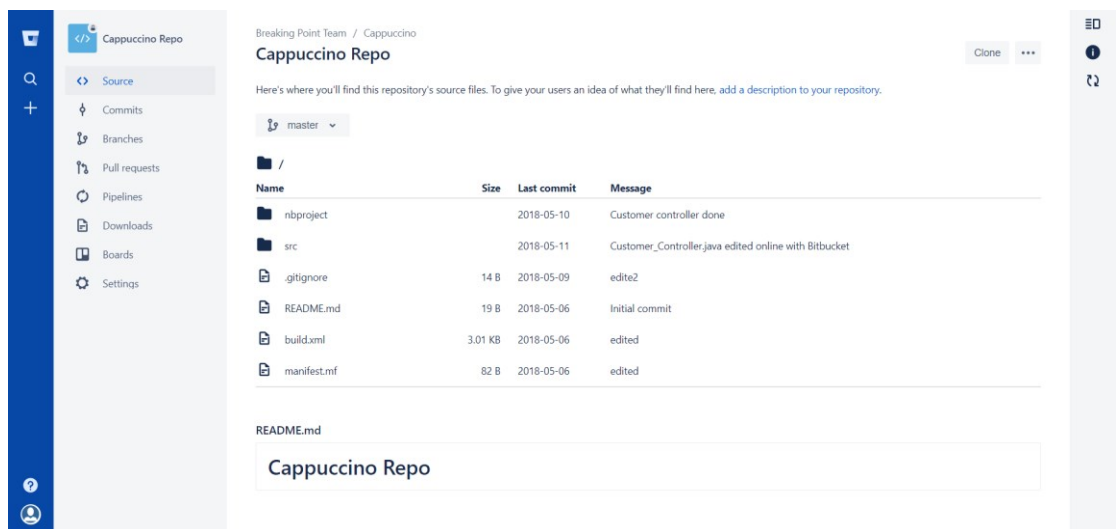 Cappuccino Repo
Source
Commits
Branches
Pull requests
Pipelines
Downloads
Boards
Settings
Breaking Point Team / Cappuccino
Cappuccino Repo
Clone
Here's where you'll find this repository's source files. To give your users an idea of what they'll find here, add a description to your repository.
master
/
Name Size Last commit Message
nbproject 2018-05-10 Customer controller done
src 2018-05-11 Customer_Controller.java edited online with Bitbucket
.gitignore 14 B 2018-05-09 edite2
README.md 19 B 2018-05-06 Initial commit
build.xml 3.01 KB 2018-05-06 edited
manifest.mf 82 B 2018-05-06 edited
README.md
Cappuccino Repo